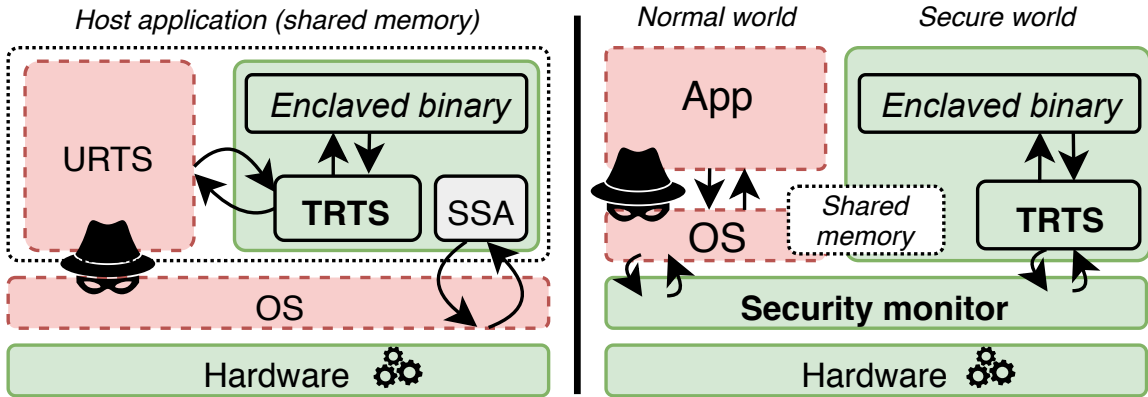 Host application (shared memory)
Enclaved binary
URTS
TRTS
SSA
OS
Hardware
Normal world
Secure world
App
Enclaved binary
OS
Shared
memory
TRTS
Security monitor
Hardware